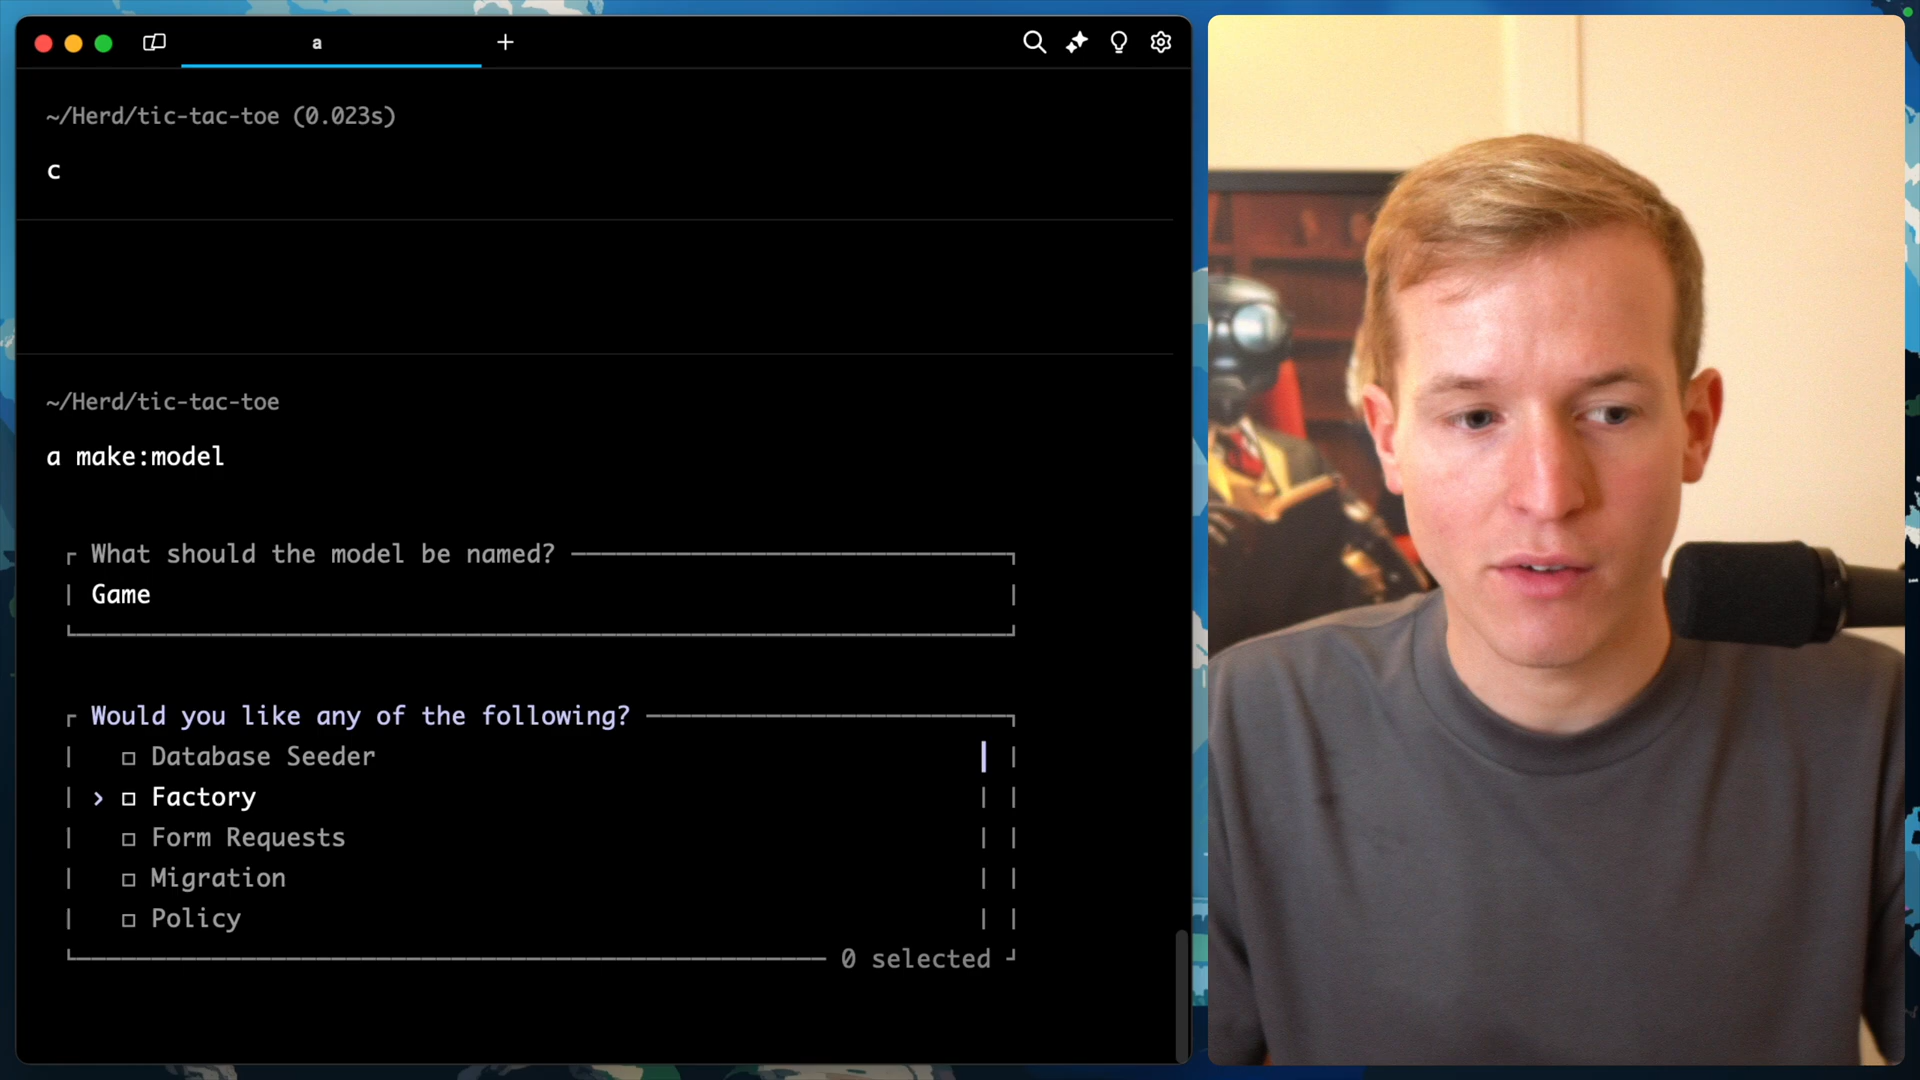 a
~/Herd/tic-tac-toe (0.023s)
c
~/Herd/tic-tac-toe
a make:model
What should the model be named?
Game
Would you like any of the following?
Database Seeder
› Factory
Form Requests
Migration
Policy
0 selected